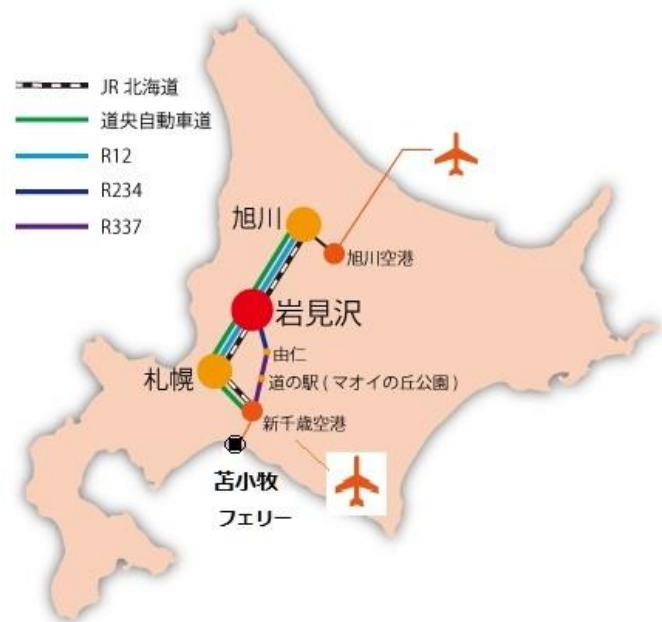 JR 北海道
道央自動車道
R12
R234
R337
旭川
旭川空港
岩見沢
由仁
道の駅 ( マオイの丘公園 )
札幌
新千歳空港
苫小牧
フェリー